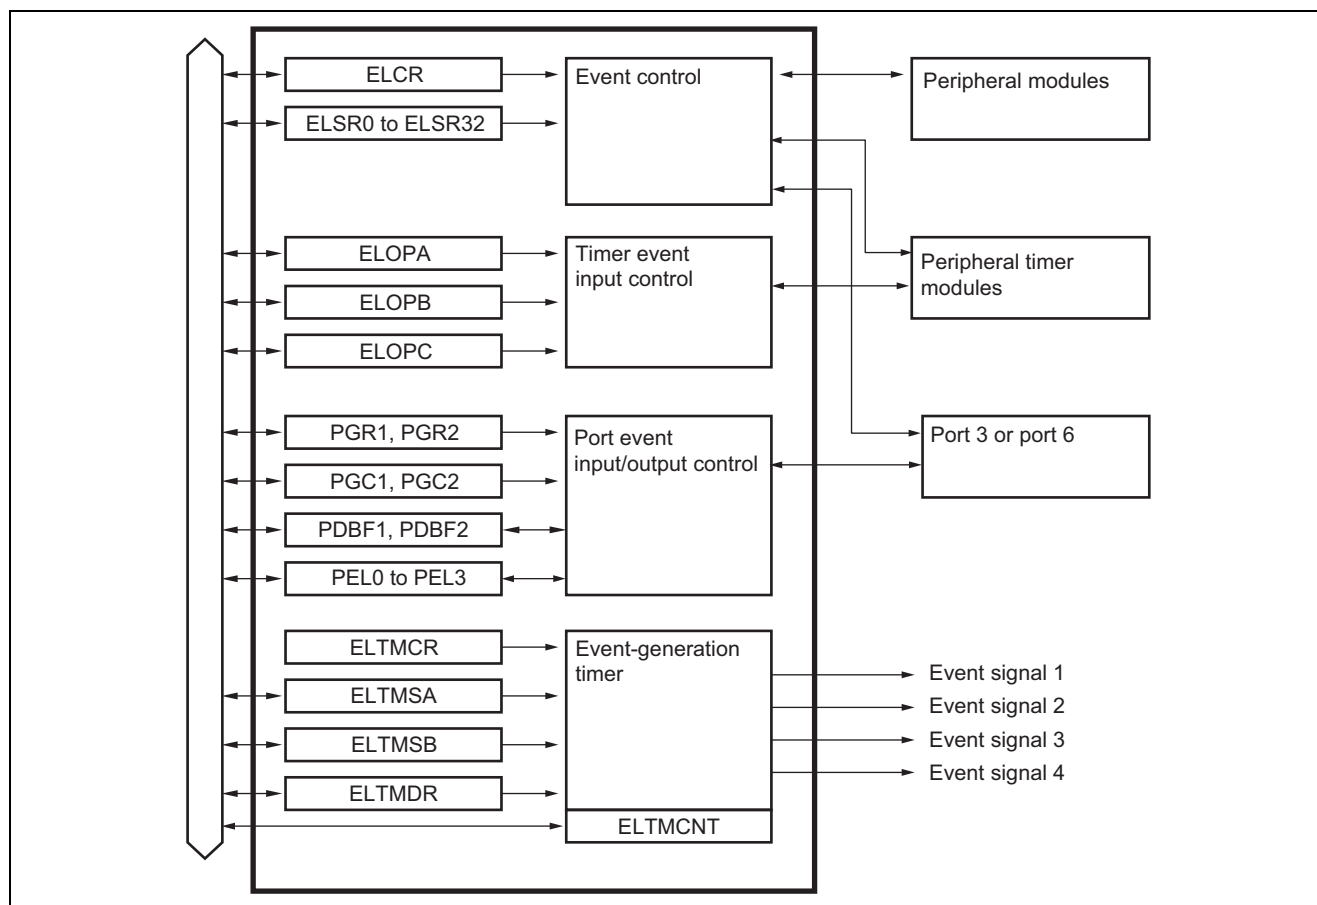 ELCR
ELSR0 to ELSR32
Event control
Peripheral modules
ELOPA
ELOPB
ELOPC
Timer event
input control
Peripheral timer
modules
PGR1, PGR2
PGC1, PGC2
PDBF1, PDBF2
PEL0 to PEL3
Port event
input/output control
Port 3 or port 6
ELTMCR
ELTMSA
ELTMSB
ELTMDR
Event-generation
timer
ELTMCNT
Event signal 1
Event signal 2
Event signal 3
Event signal 4